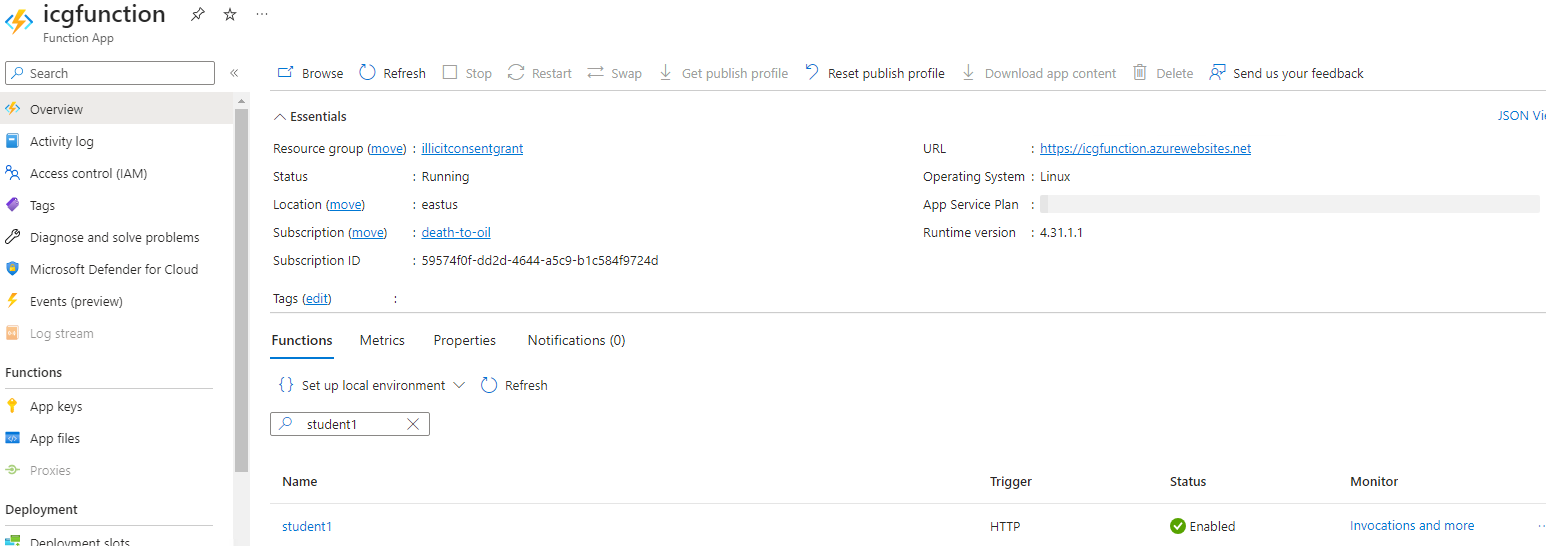 icgfunction
Function App
Search
Overview
Activity log
Access control (IAM)
Tags
Diagnose and solve problems
Microsoft Defender for Cloud
Events (preview)
Log stream
Functions
App keys
App files
Proxies
Deployment
Deployment slots
Browse Refresh Stop Restart Swap Get publish profile Reset publish profile Download app content Delete Send us your feedback
Essentials
JSON Vie
Resource group (move) : illicitconsentgrant
Status : Running
Location (move) : eastus
Subscription (move) : death-to-oil
Subscription ID : 59574f0f-dd2d-4644-a5c9-b1c584f9724d
Tags (edit) :
URL : https://icgfunction.azurewebsites.net
Operating System : Linux
App Service Plan :
Runtime version : 4.31.1.1
Functions Metrics Properties Notifications (0)
{} Set up local environment Refresh
student1
Name Trigger Status Monitor
student1 HTTP Enabled Invocations and more